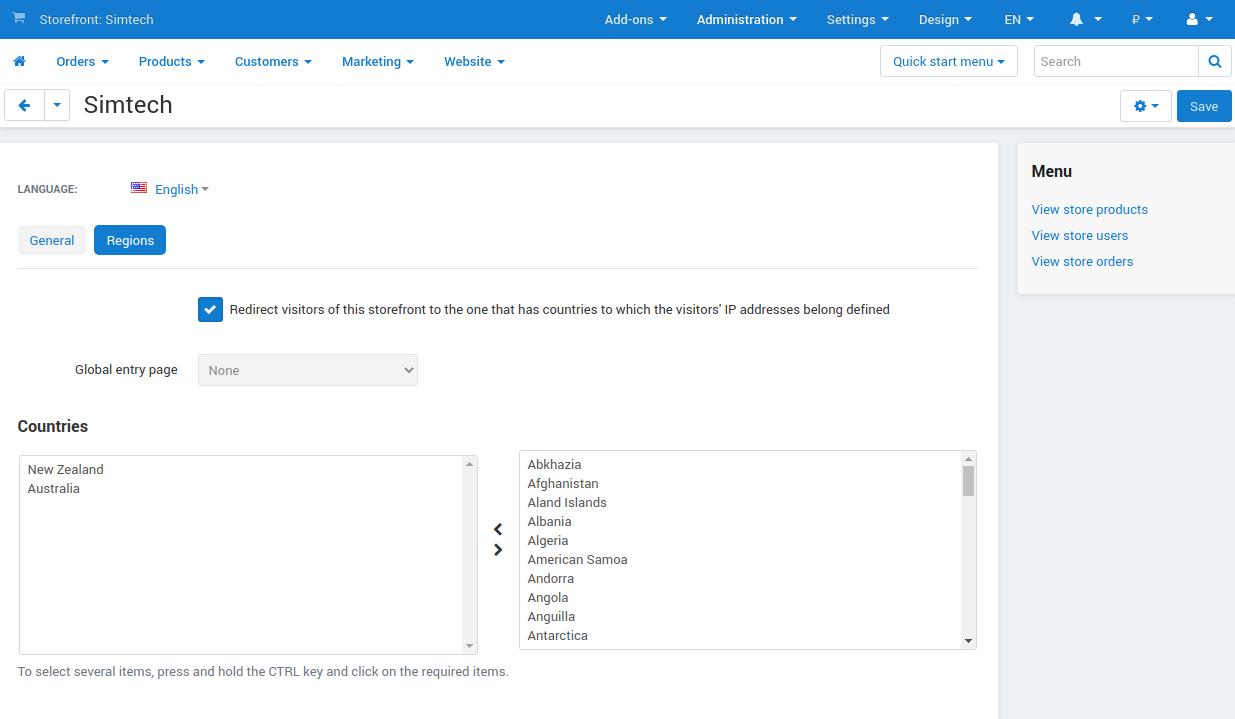 Storefront: Simtech
Add-ons
Administration
Settings
Design
EN
₽
Orders
Products
Customers
Marketing
Website
Quick start menu
Search
Simtech
Save
LANGUAGE:
English
General
Regions
Redirect visitors of this storefront to the one that has countries to which the visitors' IP addresses belong defined
Global entry page
None
Countries
New Zealand
Australia
Abkhazia
Afghanistan
Aland Islands
Albania
Algeria
American Samoa
Andorra
Angola
Anguilla
Antarctica
To select several items, press and hold the CTRL key and click on the required items.
Menu
View store products
View store users
View store orders